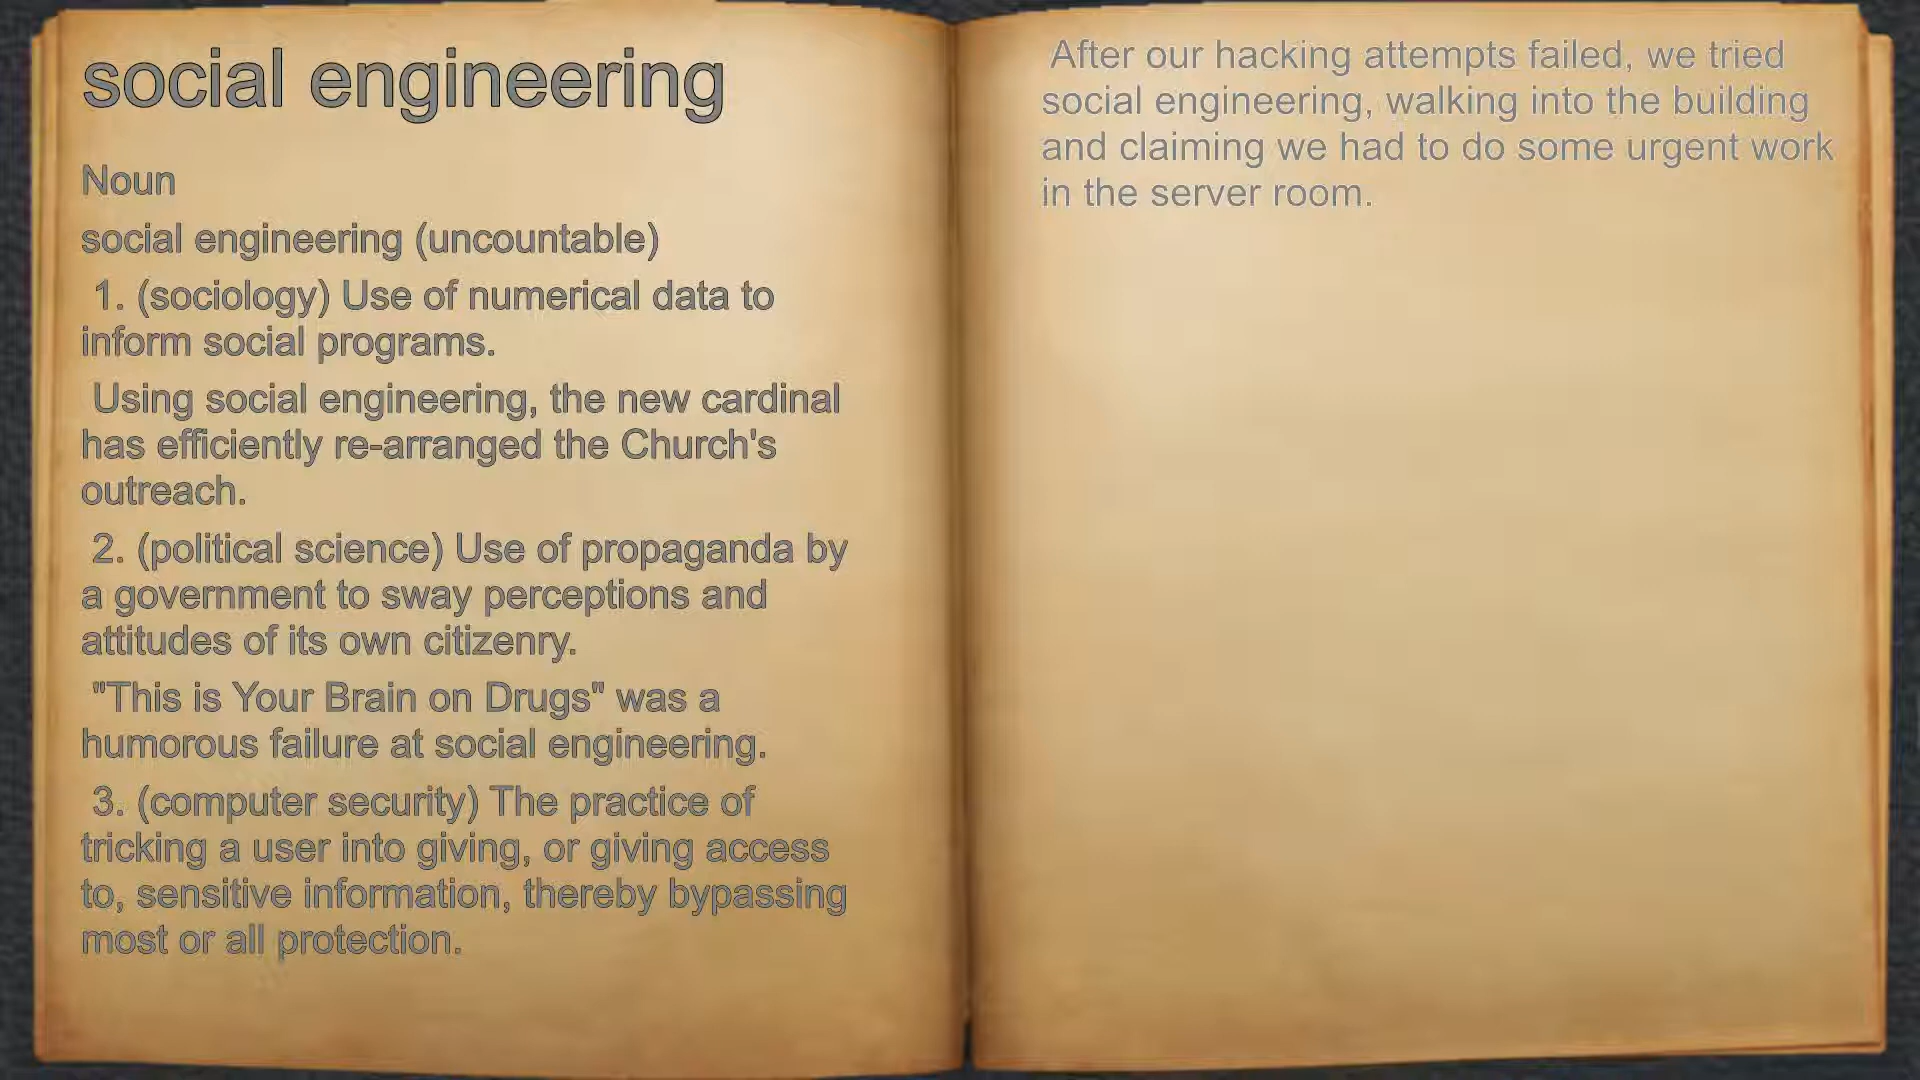 social engineering
Noun
social engineering (uncountable)
1. (sociology) Use of numerical data to
inform social programs.
Using social engineering, the new cardinal
has efficiently re-arranged the Church's
outreach.
2. (political science) Use of propaganda by
a government to sway perceptions and
attitudes of its own citizenry.
"This is Your Brain on Drugs" was a
humorous failure at social engineering.
3. (computer security) The practice of
tricking a user into giving, or giving access
to, sensitive information, thereby bypassing
most or all protection.
After our hacking attempts failed, we tried
social engineering, walking into the building
and claiming we had to do some urgent work
in the server room.